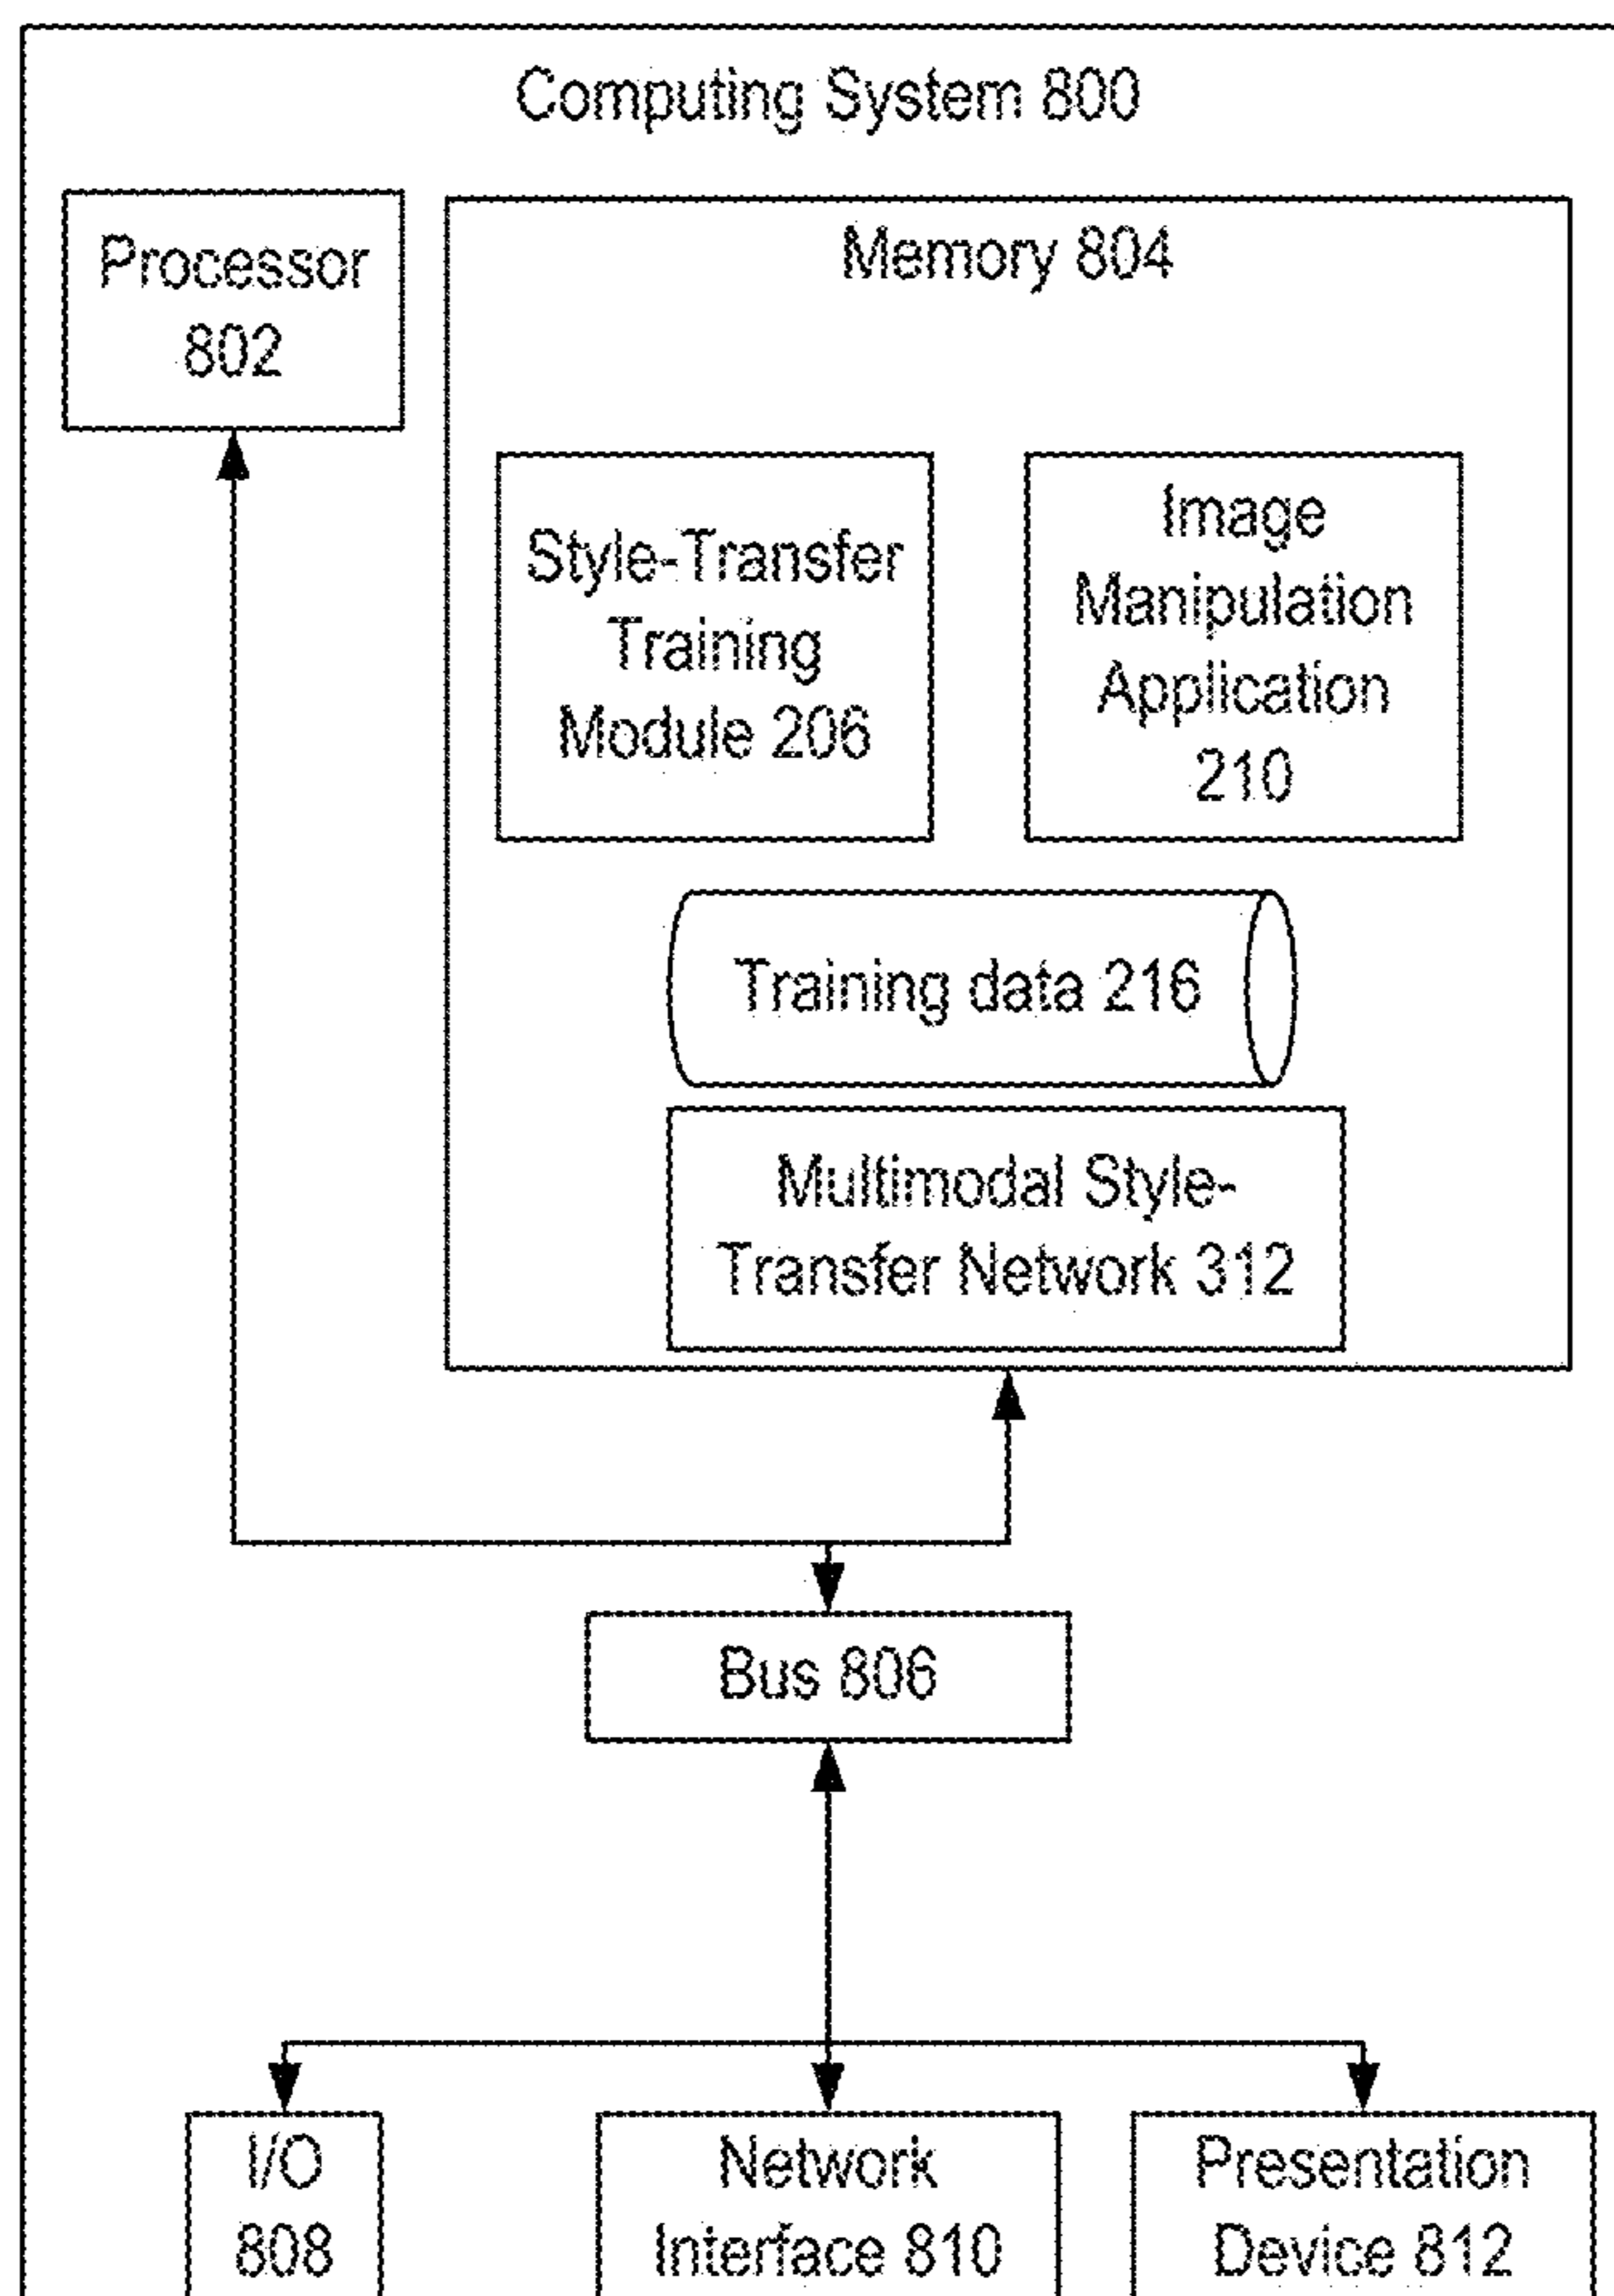 Computing System 800
Processor
802
Memory 804
Style-Transfer
Training
Module 206
Image
Manipulation
Application
210
Training data 216
Multimodal Style-
Transfer Network 312
Bus 806
I/O
808
Network
Interface 810
Presentation
Device 812